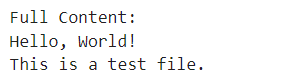 Full Content:
Hello, World!
This is a test file.